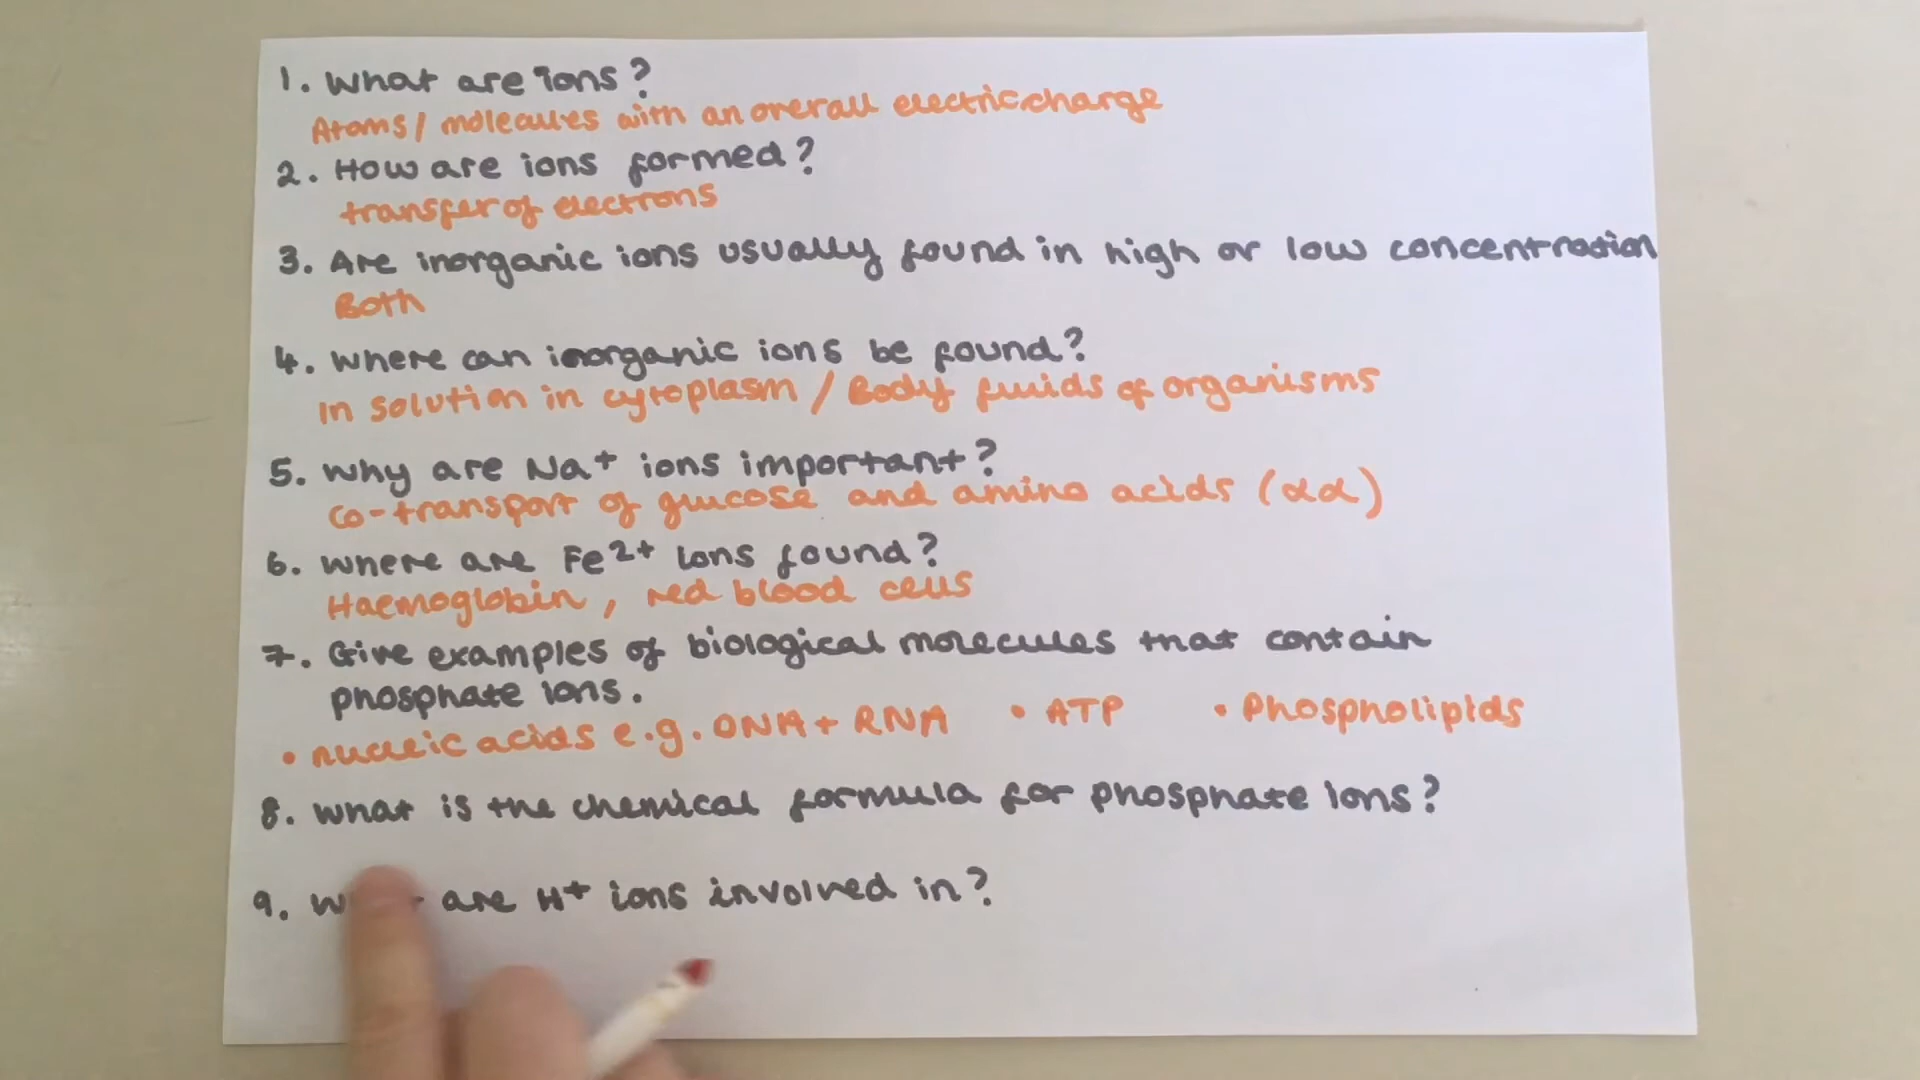 1. What are ions?
Atoms/ molecules with an overall electric charge
2. How are ions formed?
transfer of electrons
3. Are inorganic ions usually found in high or low concentration
Both
4. Where can inorganic ions be found?
In solution in cytoplasm / Body fluids of organisms
5. Why are Na+ ions important?
co-transport of glucose and amino acids (αα)
6. Where are Fe2+ ions found?
Haemoglobin, red blood cells
7. Give examples of biological molecules that contain
phosphate ions.
• nucleic acids e.g. DNA + RNA • ATP • Phospholipids
8. What is the chemical formula for phosphate ions?
9. are H+ ions involved in?